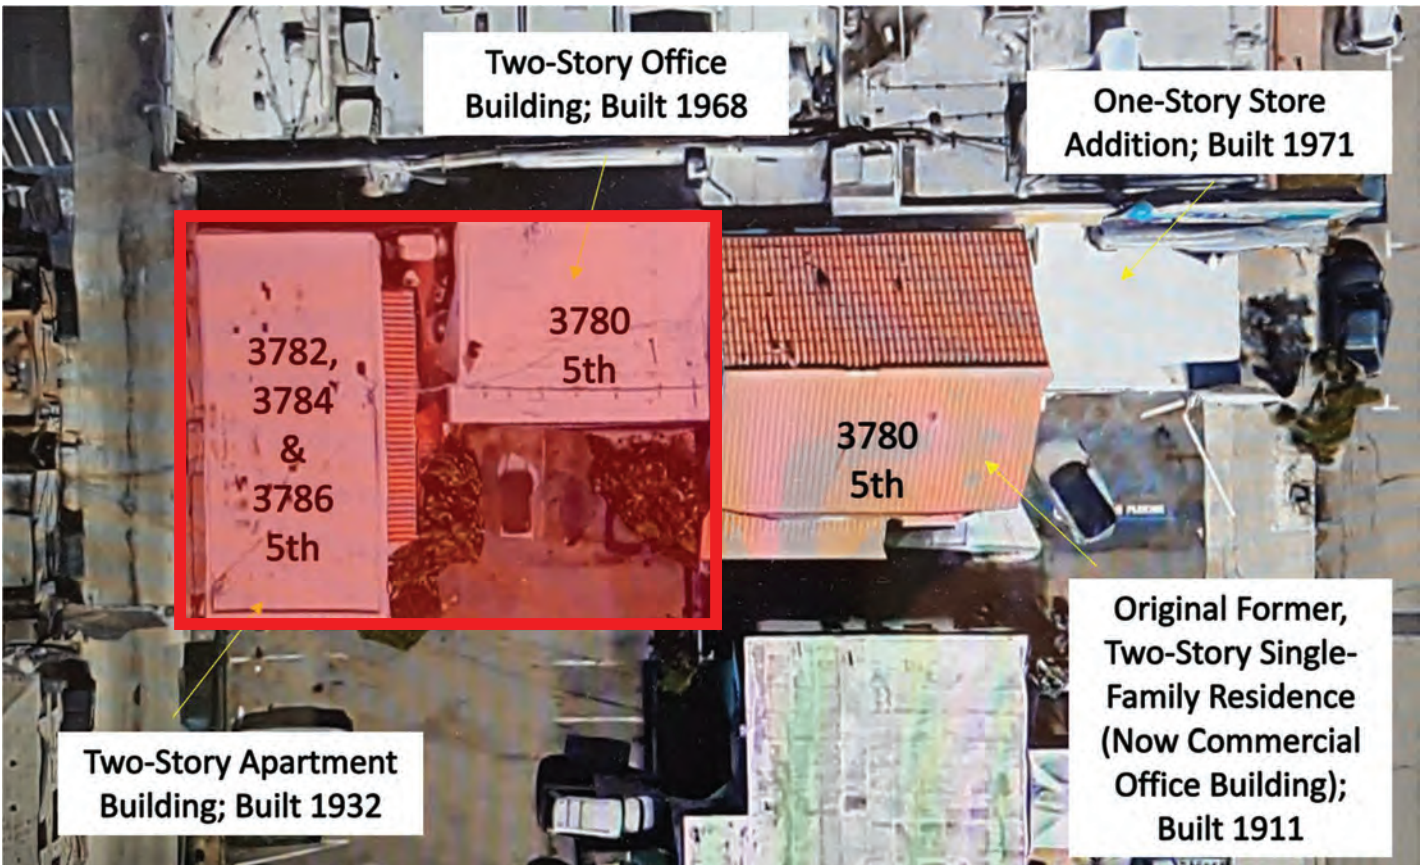 Two-Story Office
Building; Built 1968
One-Story Store
Addition; Built 1971
3782,
3784
&
3786
5th
3780
5th
3780
5th
Two-Story Apartment
Building; Built 1932
Original Former,
Two-Story Single-
Family Residence
(Now Commercial
Office Building);
Built 1911